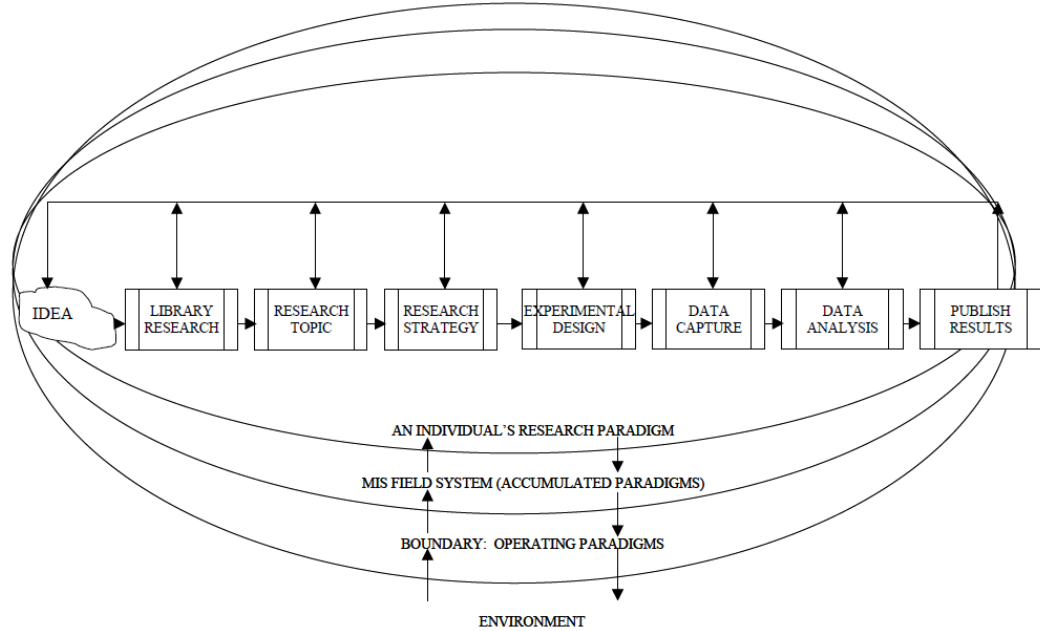 IDEA
LIBRARY
RESEARCH
RESEARCH
TOPIC
RESEARCH
STRATEGY
EXPERIMENTAL
DESIGN
DATA
CAPTURE
DATA
ANALYSIS
PUBLISH
RESULTS
AN INDIVIDUAL’S RESEARCH PARADIGM
MIS FIELD SYSTEM (ACCUMULATED PARADIGMS)
BOUNDARY: OPERATING PARADIGMS
ENVIRONMENT